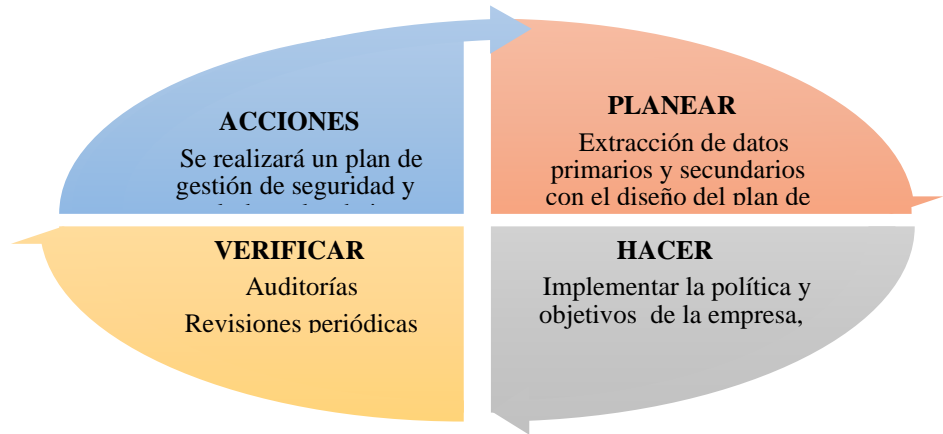 ACCIONES
Se realizará un plan de
gestión de seguridad y
PLANEAR
Extracción de datos
primarios y secundarios
con el diseño del plan de
VERIFICAR
Auditorías
Revisiones periódicas
HACER
Implementar la política y
objetivos de la empresa,